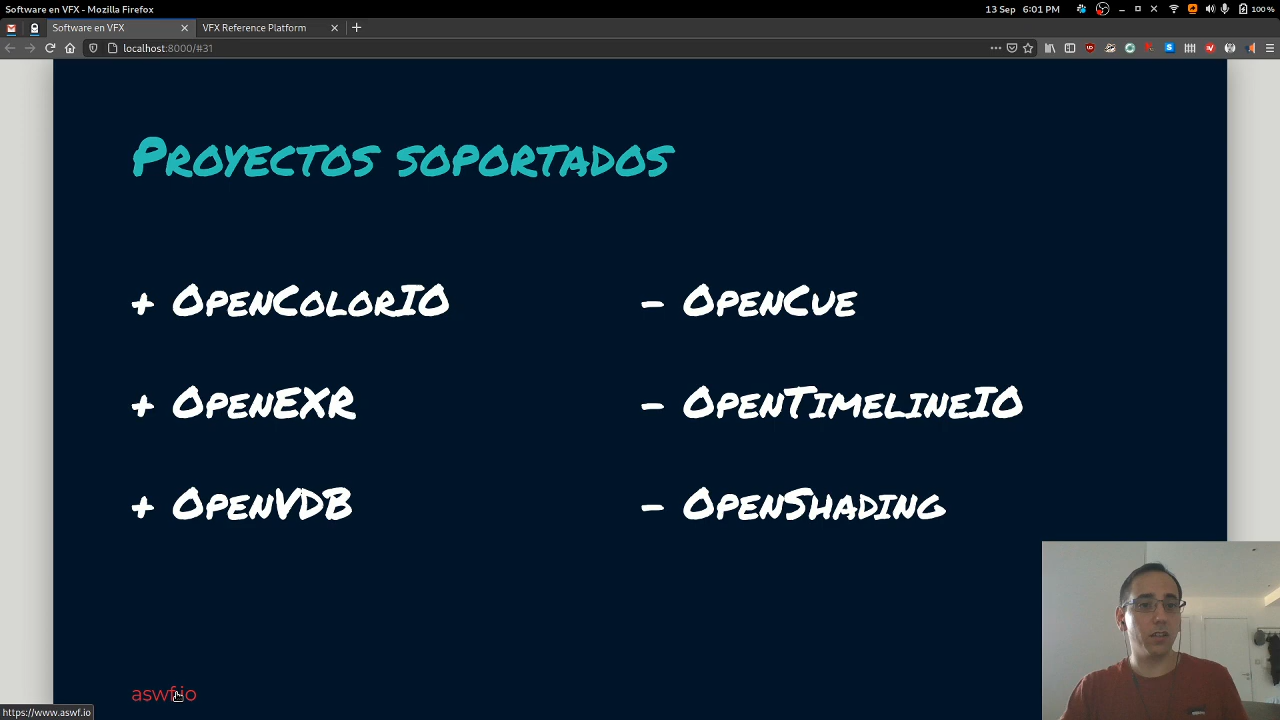 Software en VFX - Mozilla Firefox
13 Sep 6:01 PM
100 %
Software en VFX
VFX Reference Platform
localhost:8000/#31
Proyectos soportados
+ OpenColorIO
- OpenCue
+ OpenEXR
- OpenTimelineIO
+ OpenVDB
- OpenShading
aswf.io
https://www.aswf.io